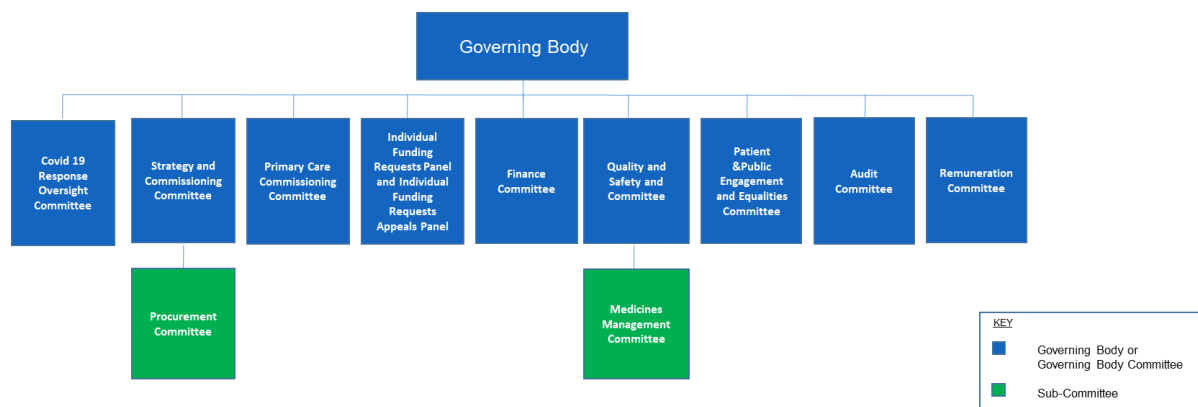 Governing Body
Covid 19
Response
Oversight
Committee
Strategy and
Commissioning
Committee
Primary Care
Commissioning
Committee
Individual
Funding
Requests Panel
and Individual
Funding
Requests
Appeals Panel
Finance
Committee
Quality and
Safety and
Committee
Patient
&Public
Engagement
and Equalities
Committee
Audit
Committee
Remuneration
Committee
Procurement
Committee
Medicines
Management
Committee
KEY
Governing Body or
Governing Body Committee
Sub-Committee